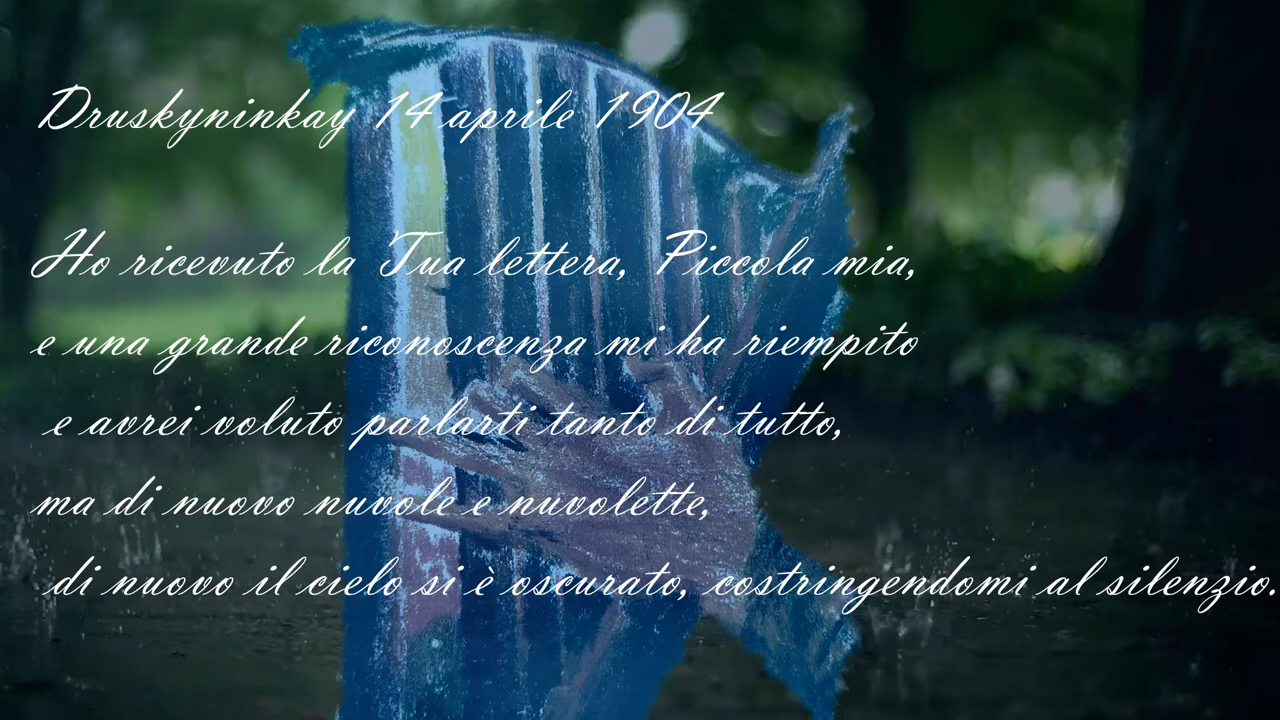 Druskyninkay 14 aprile 1904
Ho ricevuto la Tua lettera, Piccola mia,
e una grande riconoscenza mi ha riempito
e avrei voluto parlarti tanto di tutto,
ma di nuovo nuvole e nuvolette,
di nuovo il cielo si è oscurato, costringendomi al silenzio.